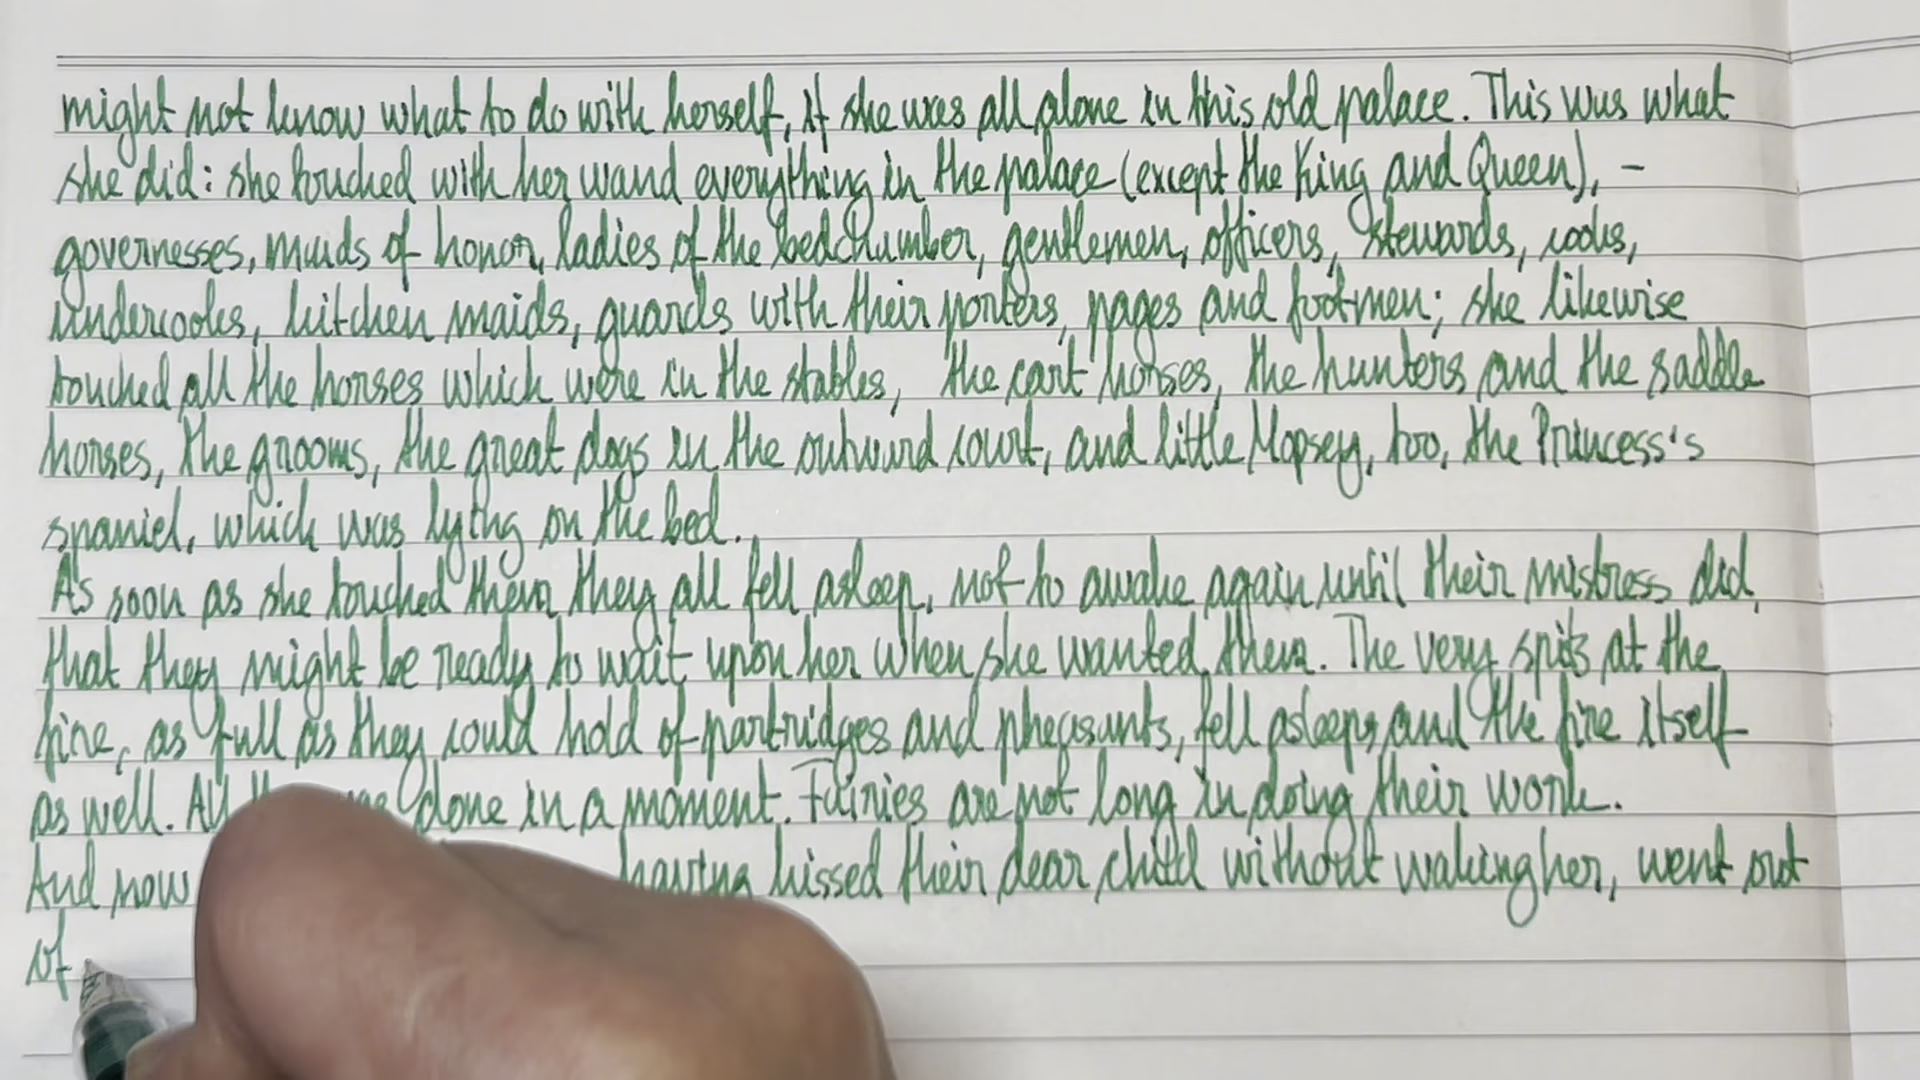 might not know what to do with herself, if she was all alone in this old palace. This was what
she did: she touched with her wand everything in the palace (except the King and Queen), -
governesses, maids of honor, ladies of the bedchamber, gentlemen, officers, stewards, cooks,
undercooks, kitchen maids, guards with their porters, pages and footmen; she likewise
touched all the horses which were in the stables, the cart horses, the hunters and the saddle
horses, the grooms, the great dogs in the outward court, and little Mopsey, too, the Princess's
spaniel, which was lying on the bed.
As soon as she touched them they all fell asleep, not to awake again until their mistress did,
that they might be ready to wait upon her when she wanted them. The very spits at the
fire, as full as they could hold of partridges and pheasants, fell asleep, and the fire itself
as well. All done in a moment. Fairies are not long in doing their work.
And now having kissed their dear child without waking her, went out
of